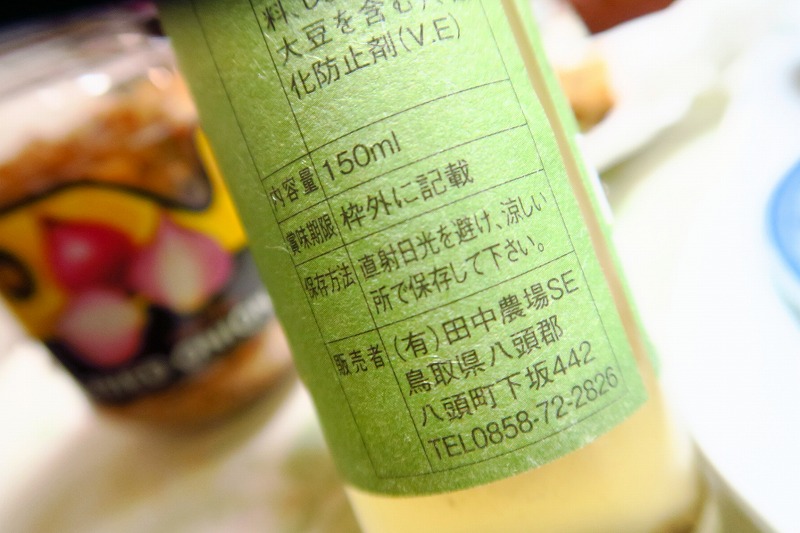 大豆を含む
化防止剤(V.E)
内容量 150ml
賞味期限 枠外に記載
保存方法 直射日光を避け、涼しい
所で保存して下さい。
販売者 (有)田中農場SE
鳥取県八頭郡
八頭町下坂442
TEL0858-72-2826